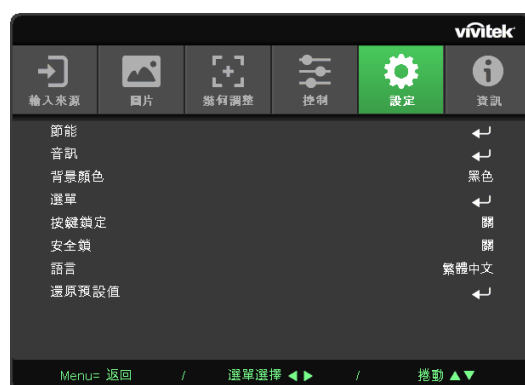 vivitek
輸入來源 圖片 幾何調整 控制 設定 資訊
節能
音訊
背景顏色 黑色
選單
按鍵鎖定 關
安全鎖 關
語言 繁體中文
還原預設值
Menu= 返回 / 選單選擇 ◀ ▶ / 捲動 ▲▼